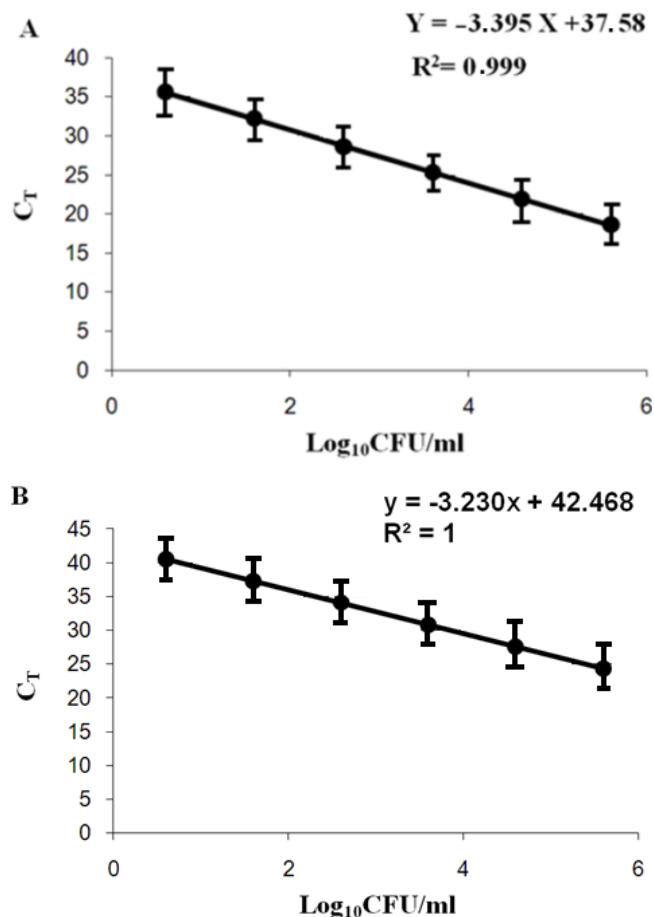 A
Y = -3.395 X +37.58
R²= 0.999
40
35
30
25
20
15
10
5
0
C_T
0 2 4 6
Log₁₀CFU/ml
B
y = -3.230x + 42.468
R² = 1
45
40
35
30
25
20
15
10
5
0
C_T
0 2 4 6
Log₁₀CFU/ml